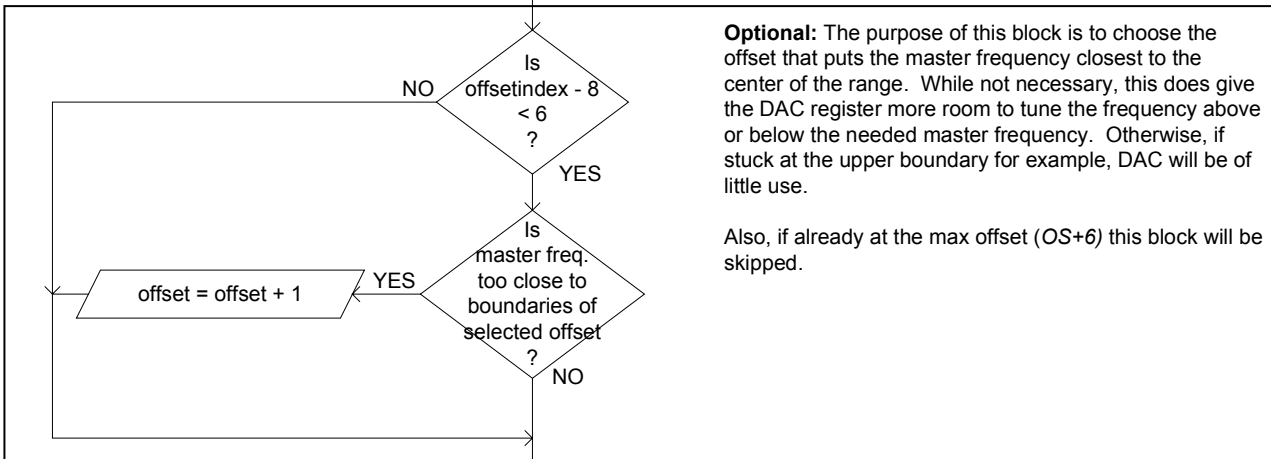 Is
offsetindex - 8
< 6
?
NO
YES
Is
master freq.
too close to
boundaries of
selected offset
?
YES
NO
offset = offset + 1
Optional: The purpose of this block is to choose the
offset that puts the master frequency closest to the
center of the range. While not necessary, this does give
the DAC register more room to tune the frequency above
or below the needed master frequency. Otherwise, if
stuck at the upper boundary for example, DAC will be of
little use.
Also, if already at the max offset (OS+6) this block will be
skipped.